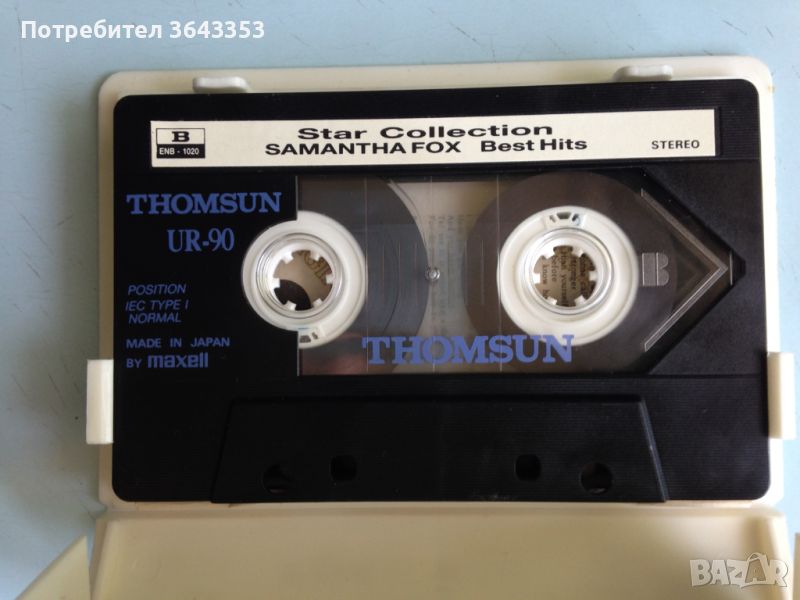 Потребител 3643353
B
ENB - 1020
Star Collection
SAMANTHA FOX Best Hits
STEREO
THOMSUN
UR-90
POSITION
IEC TYPE I
NORMAL
MADE IN JAPAN
BY maxell
B
THOMSUN
BAZAR